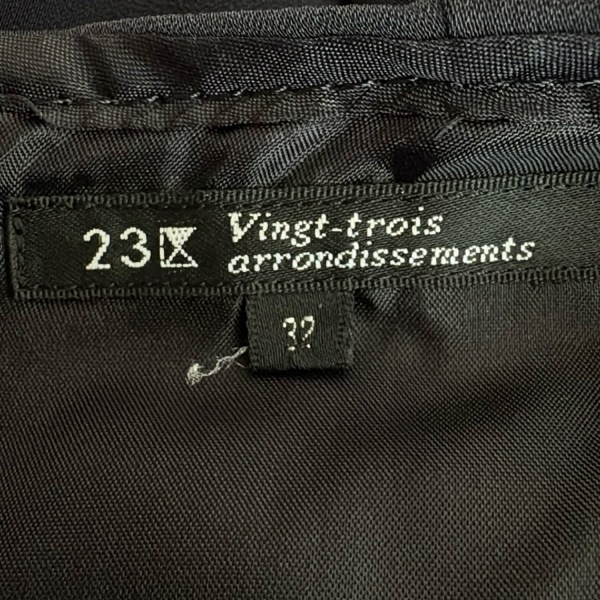 23区
Vingt-trois
arrondissements
32